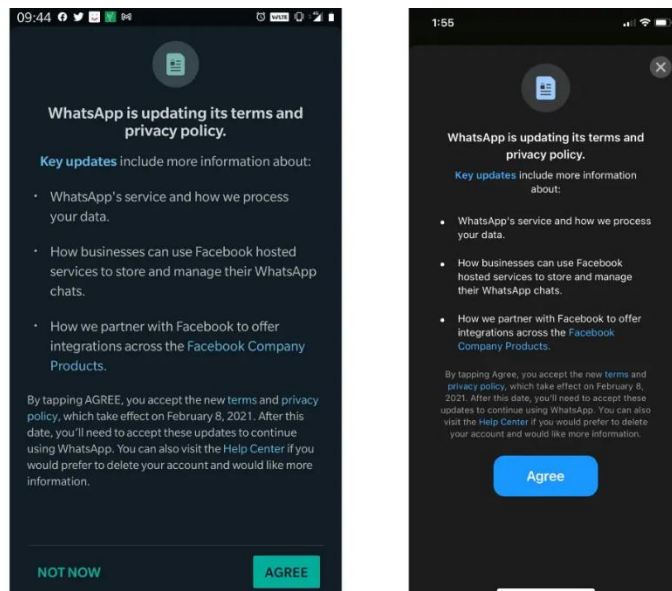 09:44
WhatsApp is updating its terms and
privacy policy.
Key updates include more information about:
· WhatsApp's service and how we process
your data.
· How businesses can use Facebook hosted
services to store and manage their WhatsApp
chats.
· How we partner with Facebook to offer
integrations across the Facebook Company
Products.
By tapping AGREE, you accept the new terms and privacy
policy, which take effect on February 8, 2021. After this
date, you'll need to accept these updates to continue
using WhatsApp. You can also visit the Help Center if you
would prefer to delete your account and would like more
information.
NOT NOW
AGREE
1:55
WhatsApp is updating its terms and
privacy policy.
Key updates include more information
about:
• WhatsApp's service and how we process
your data.
• How businesses can use Facebook
hosted services to store and manage
their WhatsApp chats.
• How we partner with Facebook to offer
integrations across the Facebook
Company Products.
By tapping Agree, you accept the new terms and
privacy policy, which take effect on February 8,
2021. After this date, you'll need to accept these
updates to continue using WhatsApp. You can also
visit the Help Center if you would prefer to delete
your account and would like more information.
Agree